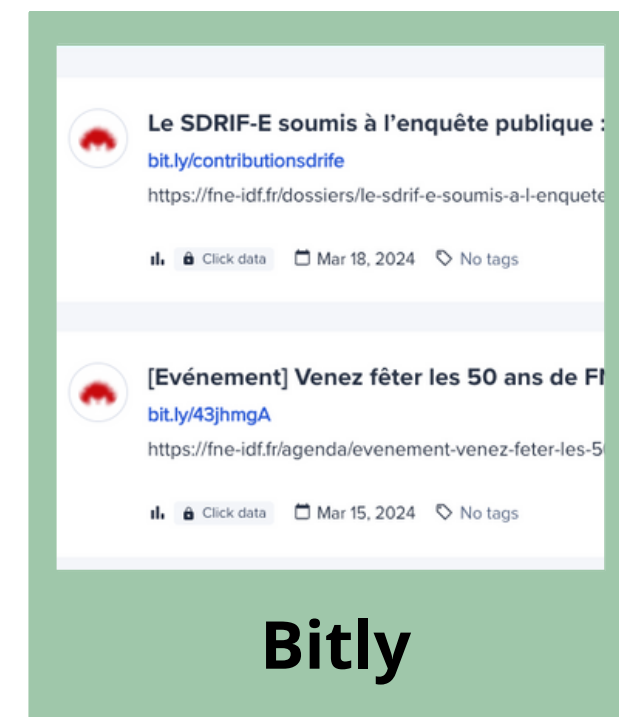 Le SDRIF-E soumis à l'enquête publique :
bit.ly/contributionsdrife
https://fne-idf.fr/dossiers/le-sdrif-e-soumis-a-l-enquete
Click data Mar 18, 2024 No tags
[Evénement] Venez fêter les 50 ans de
bit.ly/43jhmgA
https://fne-idf.fr/agenda/evenement-venez-feter-les-5
Click data Mar 15, 2024 No tags
Bitly